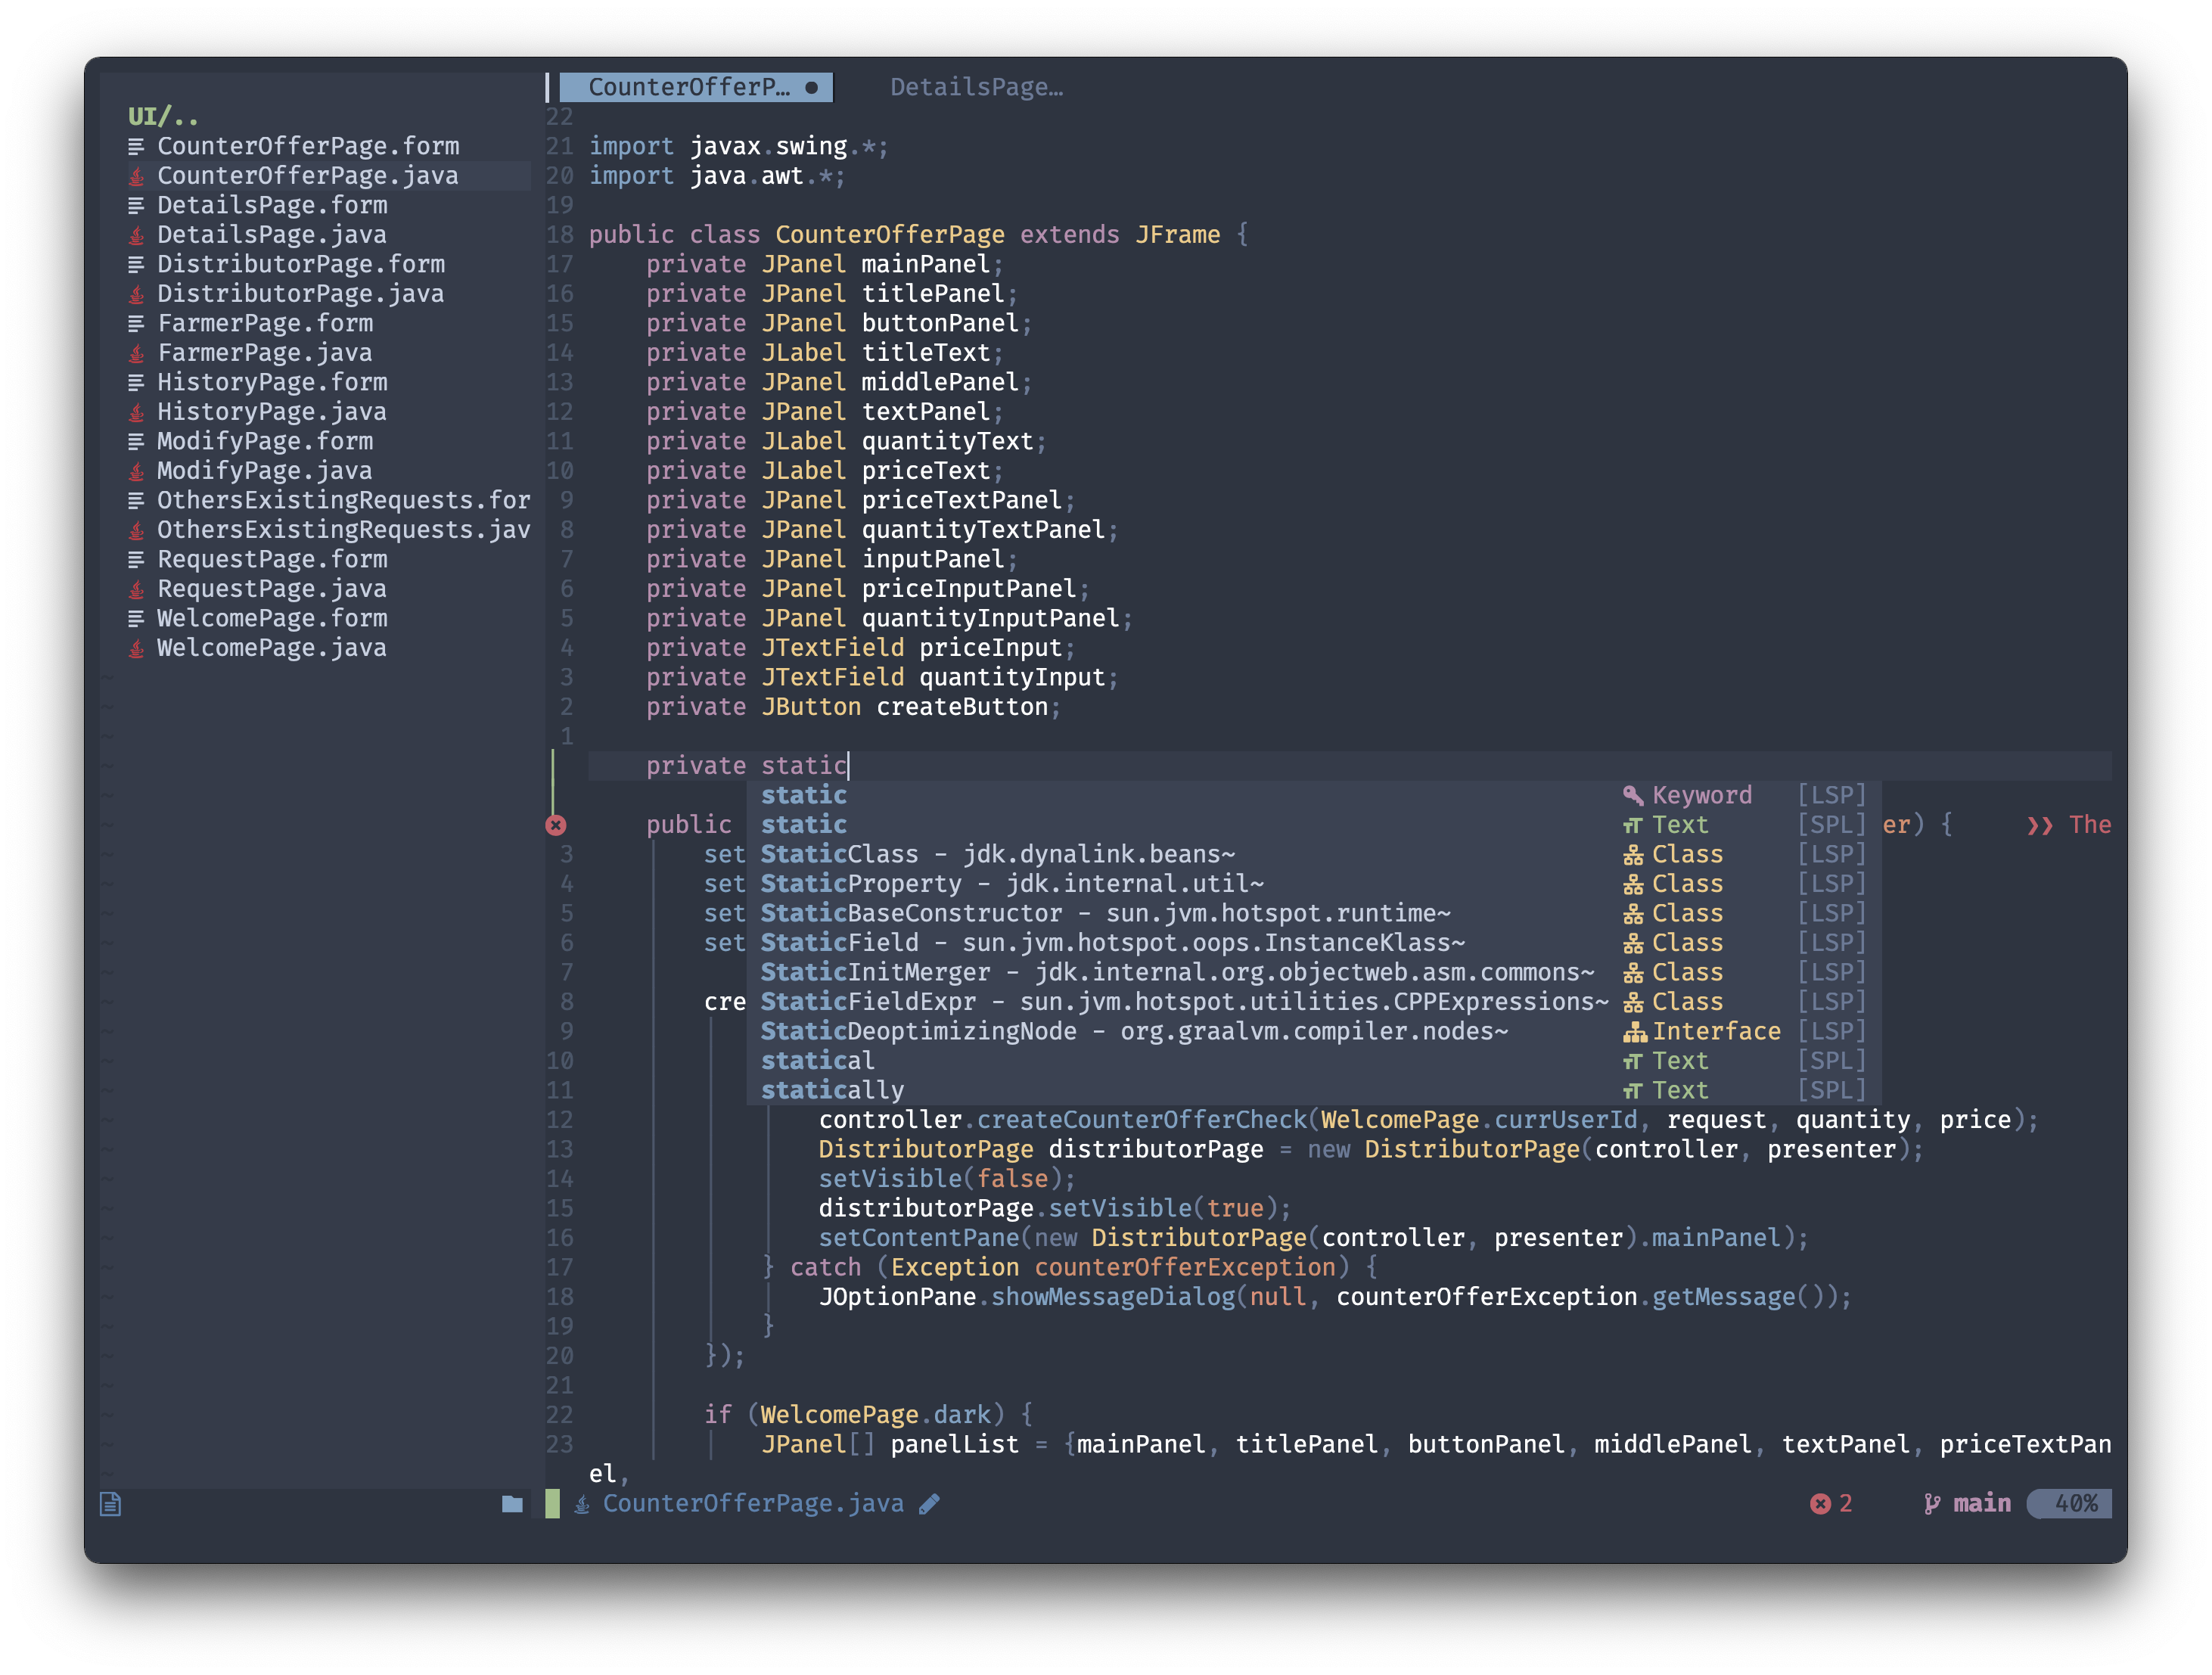 UI/..
CounterOfferPage.form
CounterOfferPage.java
DetailsPage.form
DetailsPage.java
DistributorPage.form
DistributorPage.java
FarmerPage.form
FarmerPage.java
HistoryPage.form
HistoryPage.java
ModifyPage.form
ModifyPage.java
OthersExistingRequests.for
OthersExistingRequests.jav
RequestPage.form
RequestPage.java
WelcomePage.form
WelcomePage.java
CounterOfferP… ● DetailsPage…
22
21 import javax.swing.*;
20 import java.awt.*;
19
18 public class CounterOfferPage extends JFrame {
17 private JPanel mainPanel;
16 private JPanel titlePanel;
15 private JPanel buttonPanel;
14 private JLabel titleText;
13 private JPanel middlePanel;
12 private JPanel textPanel;
11 private JLabel quantityText;
10 private JLabel priceText;
9 private JPanel priceTextPanel;
8 private JPanel quantityTextPanel;
7 private JPanel inputPanel;
6 private JPanel priceInputPanel;
5 private JPanel quantityInputPanel;
4 private JTextField priceInput;
3 private JTextField quantityInput;
2 private JButton createButton;
1
private static
static Keyword [LSP]
public static Text [SPL] er) { ❯❯ The
3 set StaticClass - jdk.dynalink.beans~ Class [LSP]
4 set StaticProperty - jdk.internal.util~ Class [LSP]
5 set StaticBaseConstructor - sun.jvm.hotspot.runtime~ Class [LSP]
6 set StaticField - sun.jvm.hotspot.oops.InstanceKlass~ Class [LSP]
7 StaticInitMerger - jdk.internal.org.objectweb.asm.commons~ Class [LSP]
8 cre StaticFieldExpr - sun.jvm.hotspot.utilities.CPPExpressions~ Class [LSP]
9 StaticDeoptimizingNode - org.graalvm.compiler.nodes~ Interface [LSP]
10 statical Text [SPL]
11 statically Text [SPL]
12 controller.createCounterOfferCheck(WelcomePage.currUserId, request, quantity, price);
13 DistributorPage distributorPage = new DistributorPage(controller, presenter);
14 setVisible(false);
15 distributorPage.setVisible(true);
16 setContentPane(new DistributorPage(controller, presenter).mainPanel);
17 } catch (Exception counterOfferException) {
18 JOptionPane.showMessageDialog(null, counterOfferException.getMessage());
19 }
20 });
21
22 if (WelcomePage.dark) {
23 JPanel[] panelList = {mainPanel, titlePanel, buttonPanel, middlePanel, textPanel, priceTextPan
el,
CounterOfferPage.java 2 main 40%